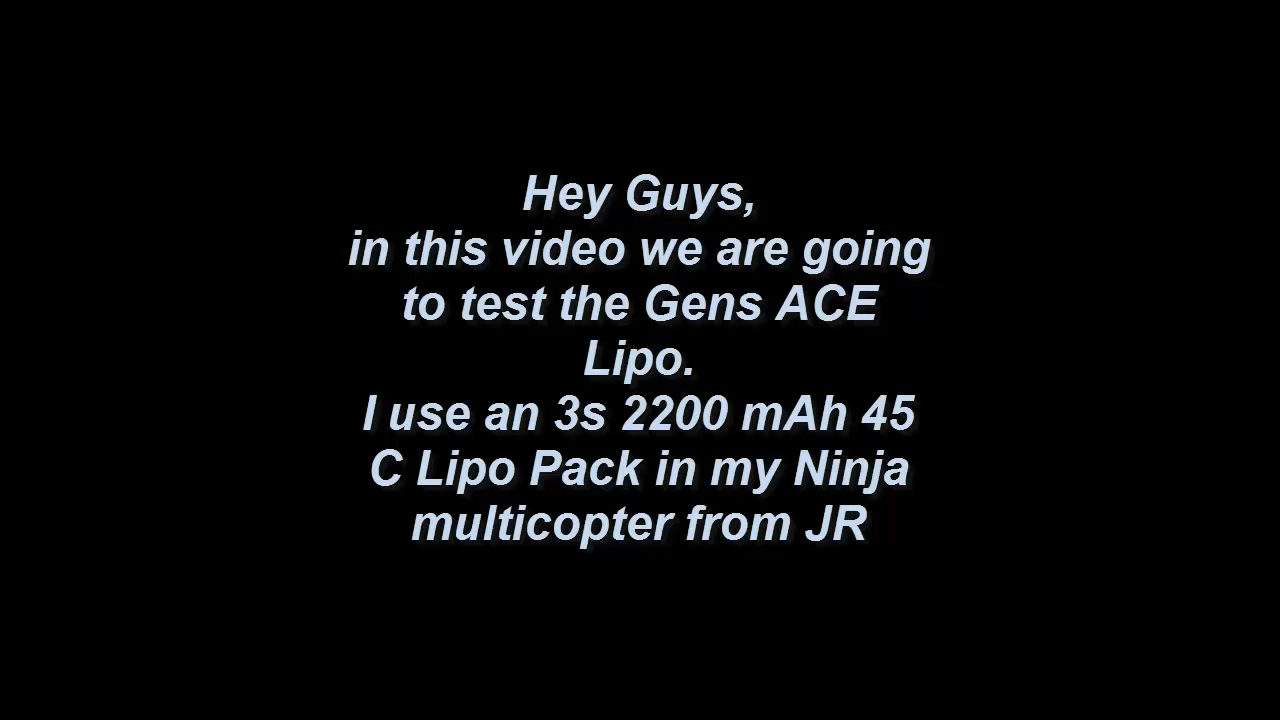 Hey Guys,
in this video we are going
to test the Gens ACE
Lipo.
I use an 3s 2200 mAh 45
C Lipo Pack in my Ninja
multicopter from JR